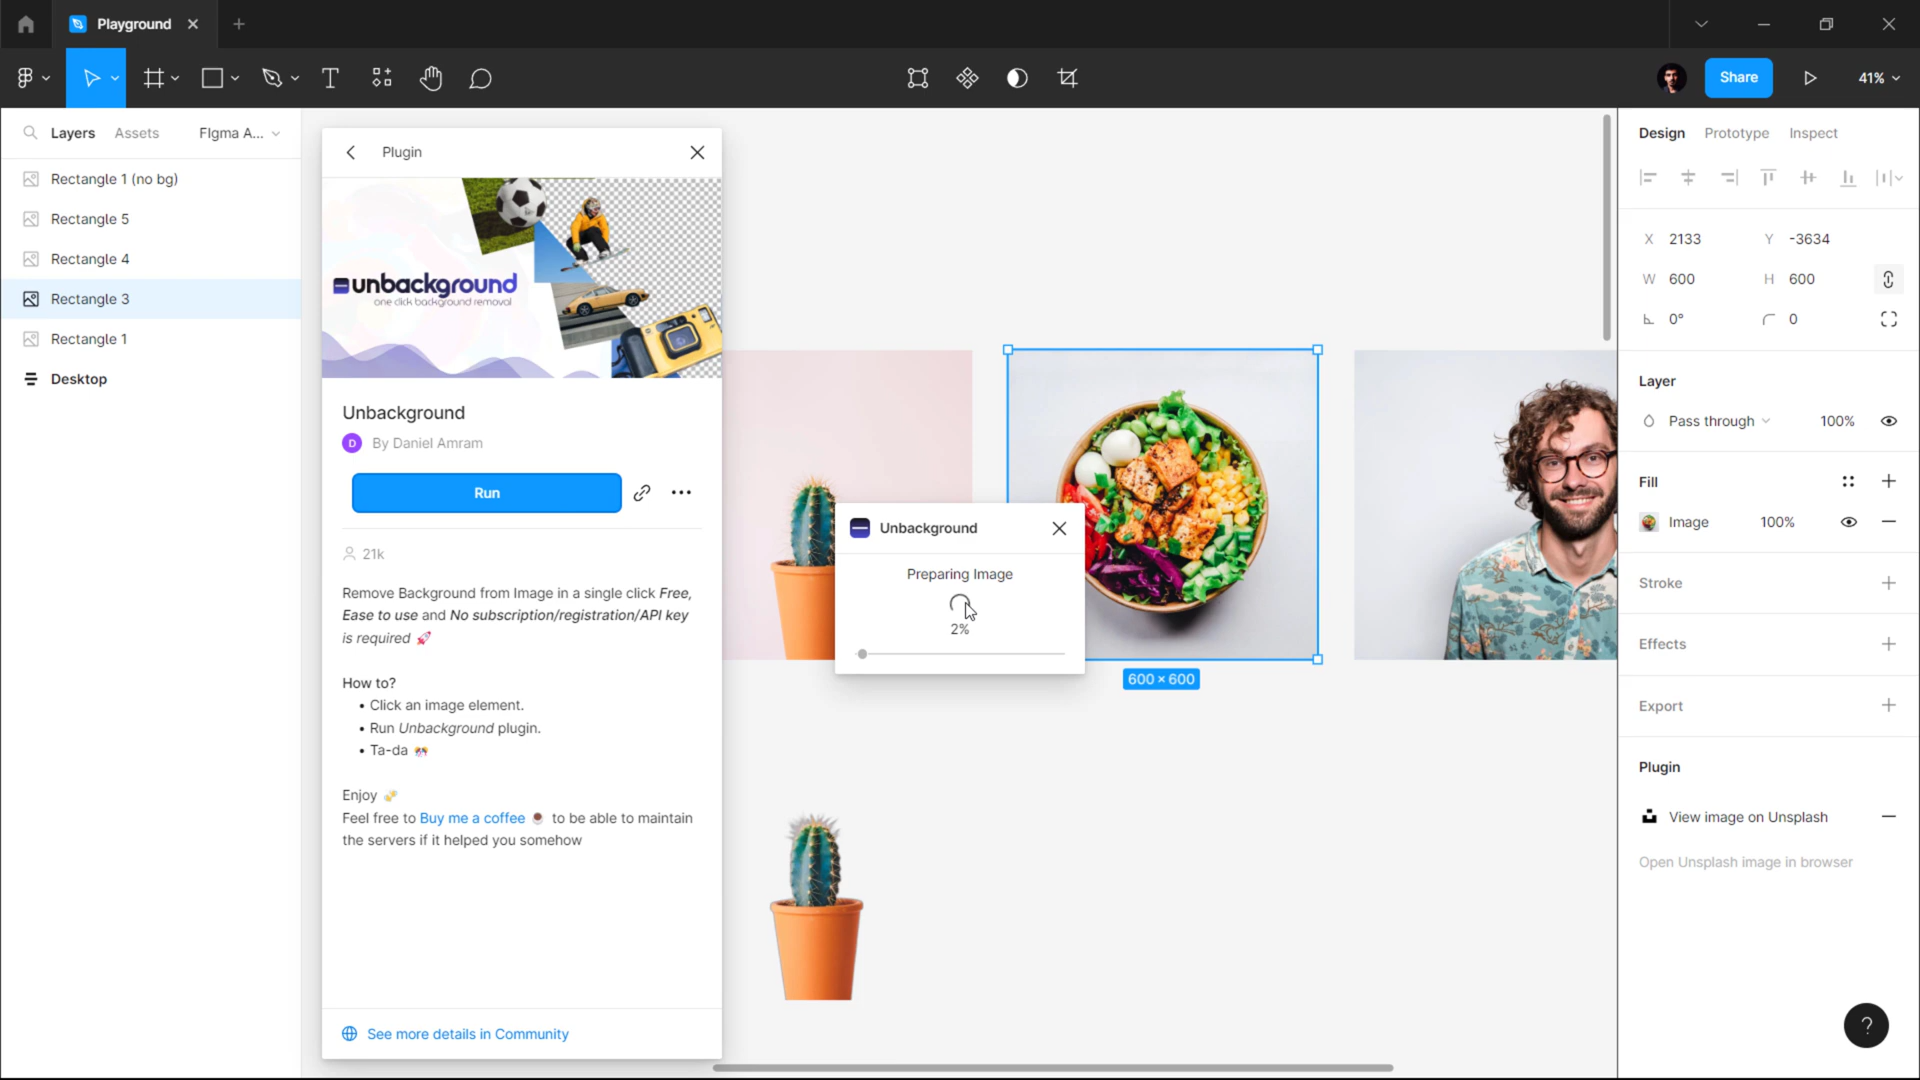 Playground
Share
41%
Layers
Assets
FIgma A...
Rectangle 1 (no bg)
Rectangle 5
Rectangle 4
Rectangle 3
Rectangle 1
Desktop
Plugin
unbackground
one click background removal
Unbackground
D
By Daniel Amram
Run
21k
Remove Background from Image in a single click Free,
Ease to use and No subscription/registration/API key
is required 🚀
How to?
• Click an image element.
• Run Unbackground plugin.
• Ta-da 🎊
Enjoy
Feel free to Buy me a coffee ☕ to be able to maintain
the servers if it helped you somehow
See more details in Community
Unbackground
Preparing Image
2%
600 × 600
Design
Prototype
Inspect
X 2133
Y -3634
W 600
H 600
0°
0
Layer
Pass through
100%
Fill
Image
100%
Stroke
Effects
Export
Plugin
View image on Unsplash
Open Unsplash image in browser
?